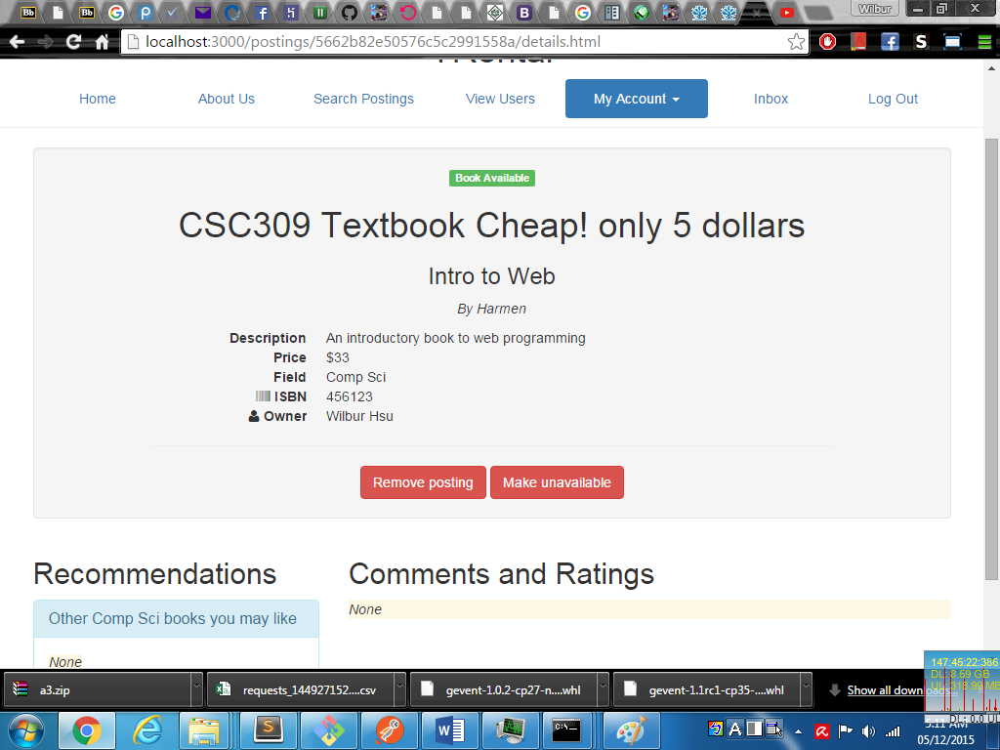 Wilbur
localhost:3000/postings/5662b82e50576c5c2991558a/details.html
Home About Us Search Postings View Users My Account Inbox Log Out
Book Available
CSC309 Textbook Cheap! only 5 dollars
Intro to Web
By Harmen
Description An introductory book to web programming
Price $33
Field Comp Sci
ISBN 456123
Owner Wilbur Hsu
Remove posting Make unavailable
Recommendations
Other Comp Sci books you may like
None
Comments and Ratings
None
147:45:22:386
DL: 8.59 GB
UL: 318.99 MB
a3.zip requests_144927152....csv gevent-1.0.2-cp27-n....whl gevent-1.1rc1-cp35-....whl Show all downloads...
5:11 AM
05/12/2015